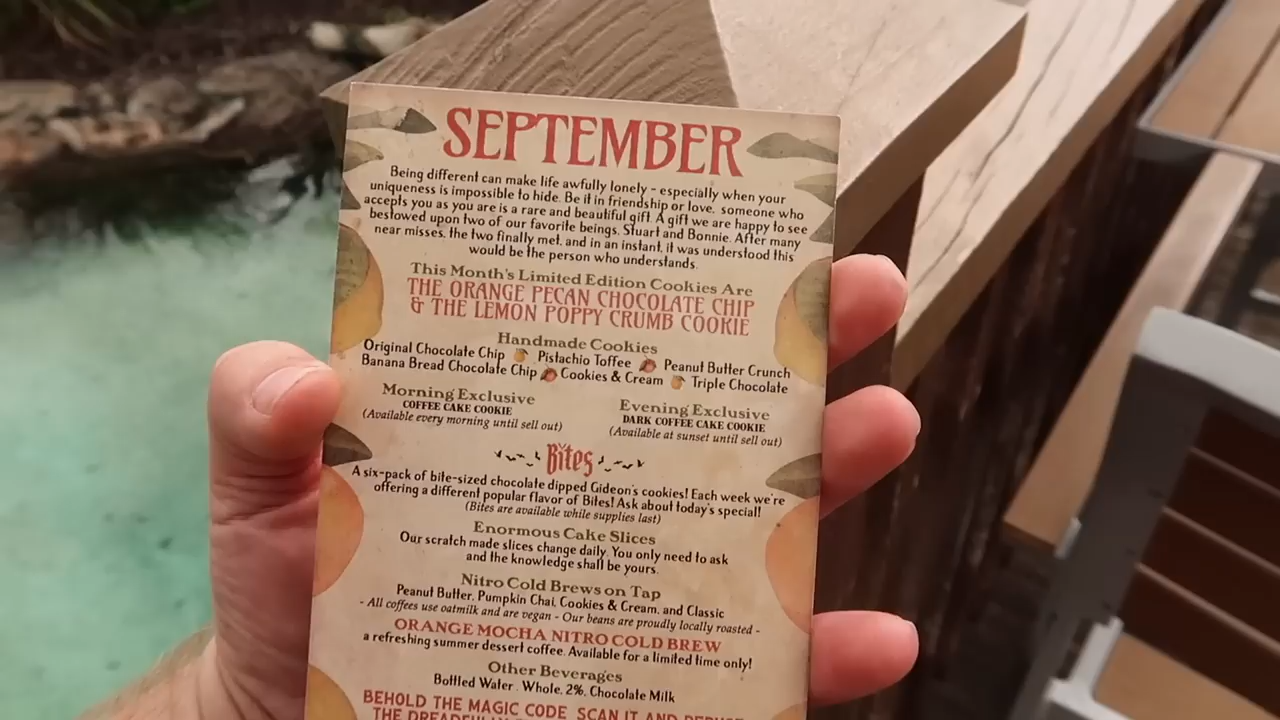 SEPTEMBER
Being different can make life awfully lonely - especially when your
uniqueness is impossible to hide. Be it in friendship or love, someone who
accepts you as you are is a rare and beautiful gift. A gift we are happy to see
bestowed upon two of our favorite beings, Stuart and Bonnie. After many
near misses, the two finally met, and in an instant, it was understood this
would be the person who understands.
This Month's Limited Edition Cookies Are
THE ORANGE PECAN CHOCOLATE CHIP
& THE LEMON POPPY CRUMB COOKIE
Handmade Cookies
Original Chocolate Chip Pistachio Toffee Peanut Butter Crunch
Banana Bread Chocolate Chip Cookies & Cream Triple Chocolate
Morning Exclusive
COFFEE CAKE COOKIE
(Available every morning until sell out)
Evening Exclusive
DARK COFFEE CAKE COOKIE
(Available at sunset until sell out)
Bites
A six-pack of bite-sized chocolate dipped Gideon's cookies! Each week we're
offering a different popular flavor of Bites! Ask about today's special!
(Bites are available while supplies last)
Enormous Cake Slices
Our scratch made slices change daily. You only need to ask
and the knowledge shall be yours.
Nitro Cold Brews on Tap
Peanut Butter, Pumpkin Chai, Cookies & Cream, and Classic
- All coffees use oatmilk and are vegan - Our beans are proudly locally roasted -
ORANGE MOCHA NITRO COLD BREW
a refreshing summer dessert coffee. Available for a limited time only!
Other Beverages
Bottled Water . Whole, 2%, Chocolate Milk
BEHOLD THE MAGIC CODE. SCAN IT AND
THE